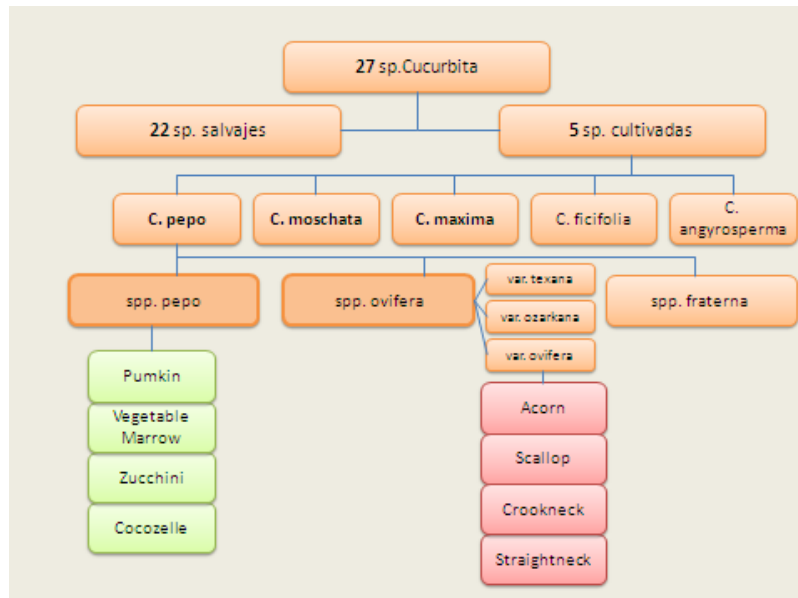 27 sp.Cucurbita
22 sp. salvajes
5 sp. cultivadas
C. pepo
C. moschata
C. maxima
C. ficifolia
C.
angyrosperma
spp. pepo
spp. ovifera
var. texana
var. ozarkana
var. ovifera
spp. fraterna
Pumkin
Vegetable
Marrow
Zucchini
Cocozelle
Acorn
Scallop
Crookneck
Straightneck